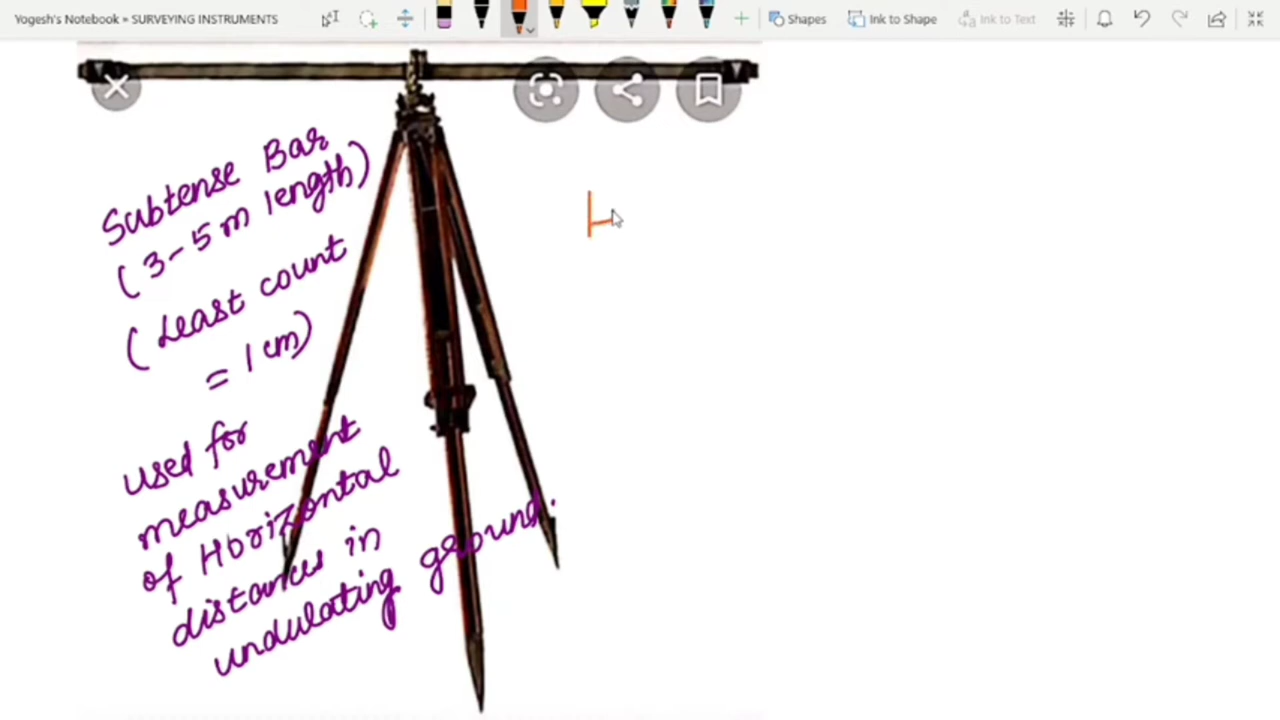 Yogesh's Notebook » SURVEYING INSTRUMENTS
Shapes
Ink to Shape
Ink to Text
Subtense Bar
(3-5m length)
(Least count
= 1 cm)
used for
measurement
of Horizontal
distances in
undulating ground.